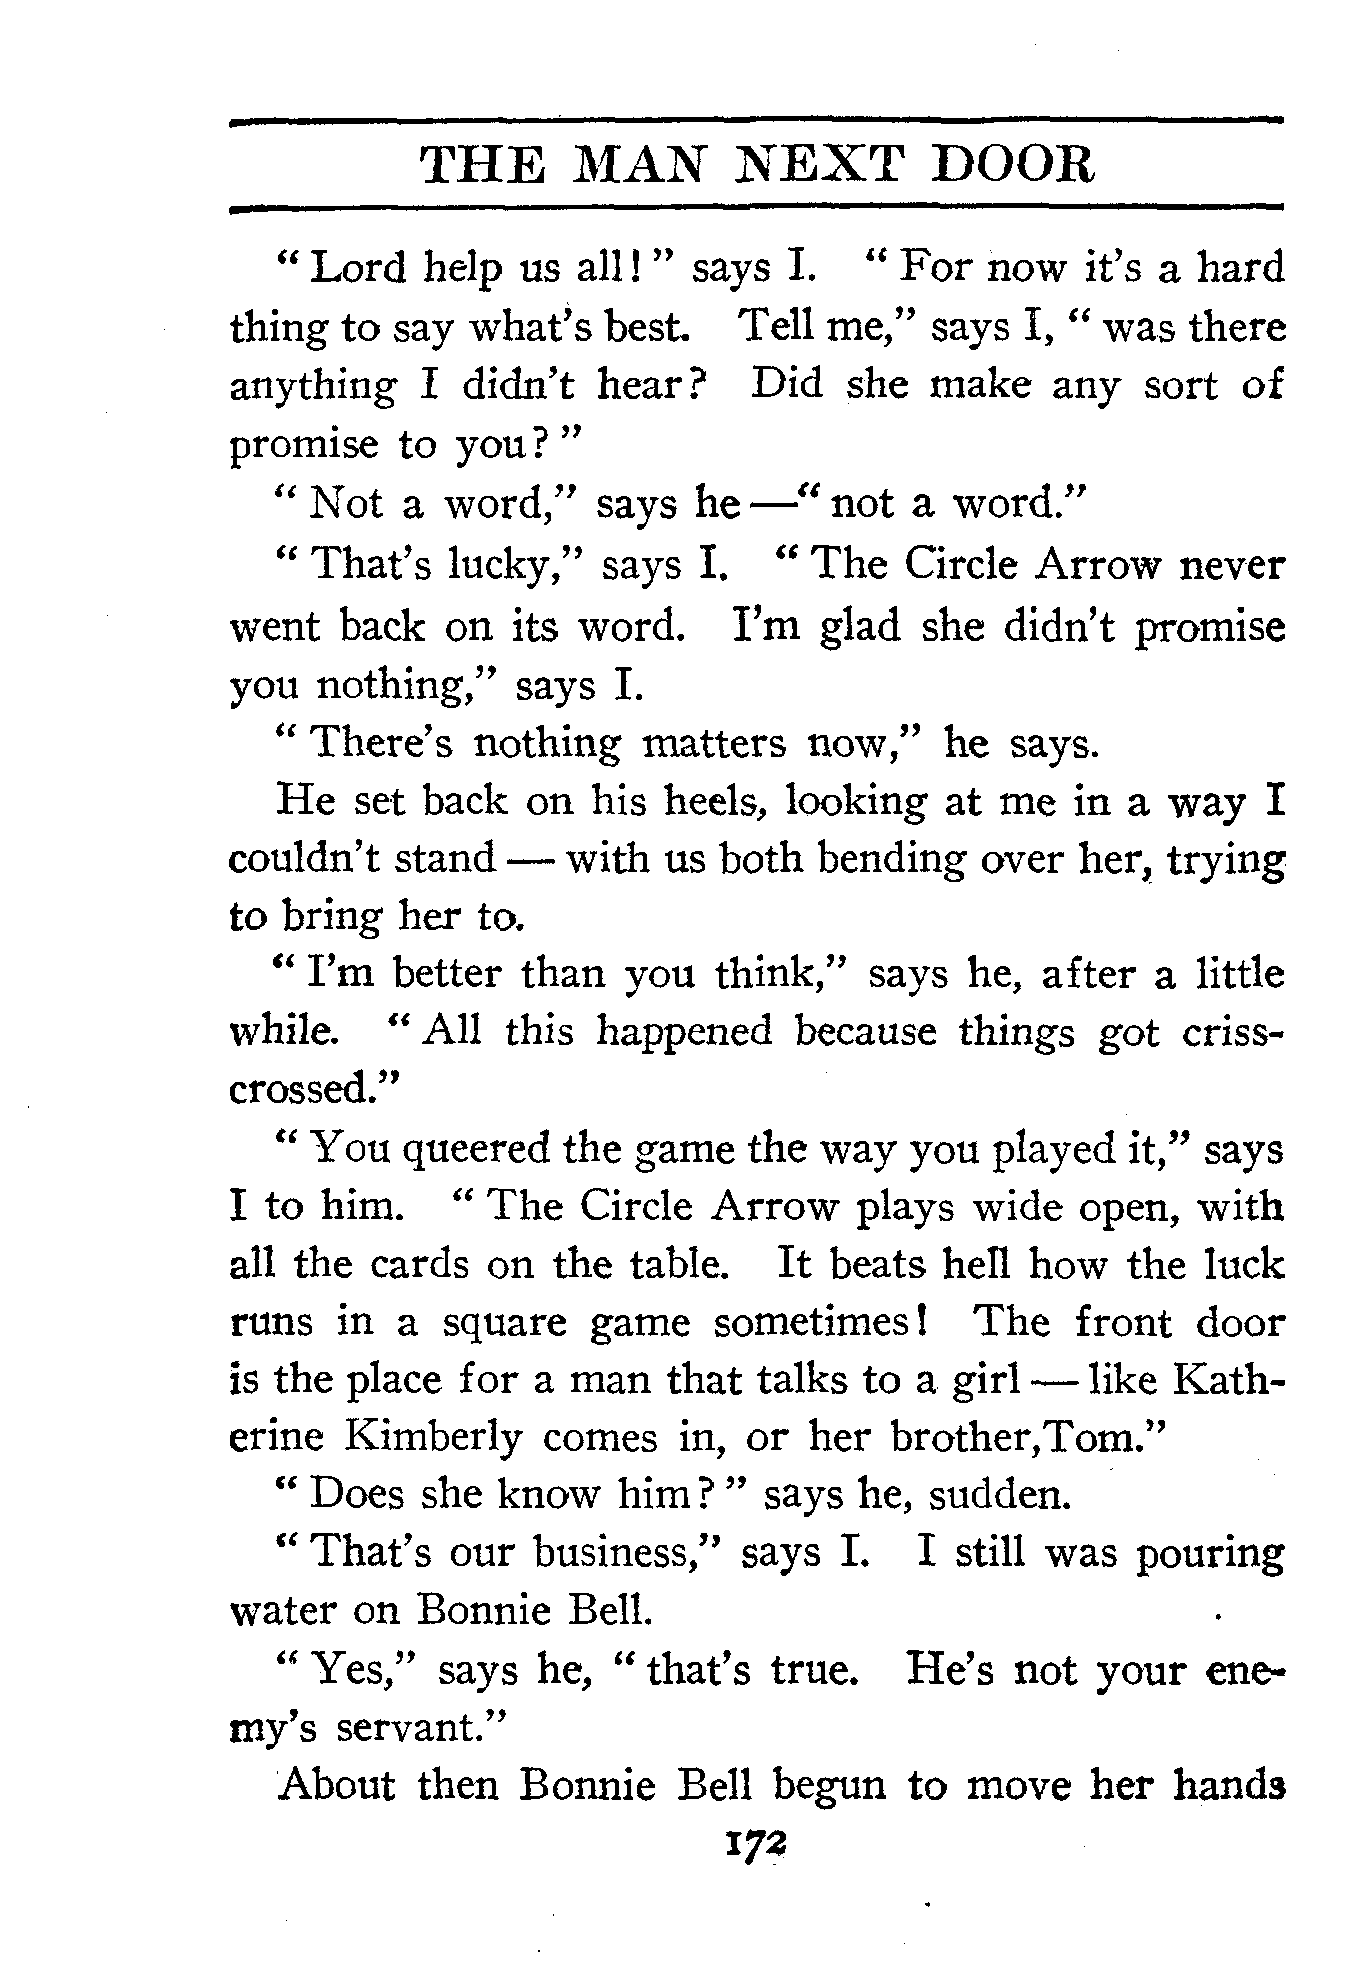 THE MAN NEXT DOOR
“ Lord help us all! ” says I. “ For now it's a hard
thing to say what's best. Tell me,” says I, “ was there
anything I didn't hear? Did she make any sort of
promise to you? ”
“ Not a word,” says he —“ not a word.”
“ That's lucky,” says I. “ The Circle Arrow never
went back on its word. I'm glad she didn't promise
you nothing,” says I.
“ There's nothing matters now,” he says.
He set back on his heels, looking at me in a way I
couldn't stand — with us both bending over her, trying
to bring her to.
“ I'm better than you think,” says he, after a little
while. “ All this happened because things got criss-
crossed.”
“ You queered the game the way you played it,” says
I to him. “ The Circle Arrow plays wide open, with
all the cards on the table. It beats hell how the luck
runs in a square game sometimes! The front door
is the place for a man that talks to a girl — like Kath-
erine Kimberly comes in, or her brother,Tom.”
“ Does she know him? ” says he, sudden.
“ That's our business,” says I. I still was pouring
water on Bonnie Bell.
“ Yes,” says he, “ that's true. He's not your ene-
my's servant.”
About then Bonnie Bell begun to move her hands
172